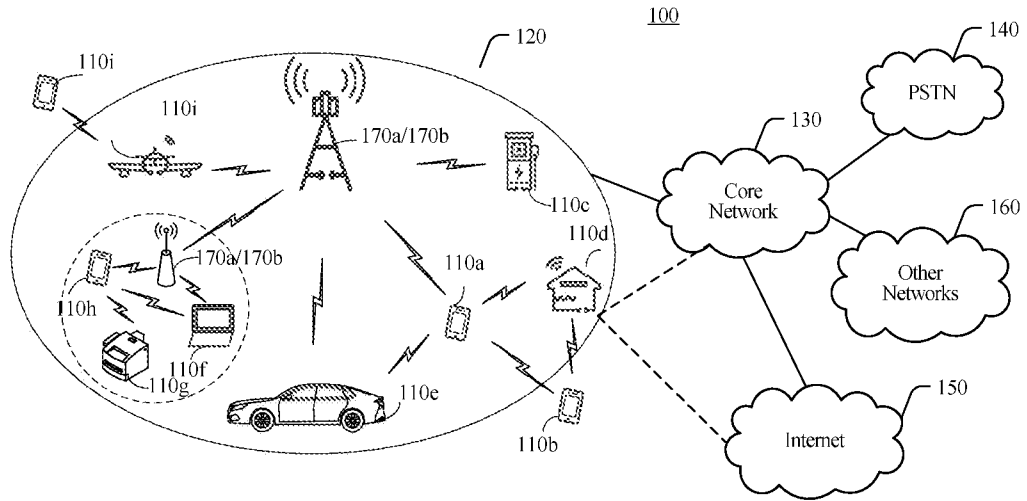 100
120
140
110i
PSTN
110i
130
170a/170b
Core
Network
110c
160
110d
170a/170b
110a
Other
Networks
110h
110f
110g
150
110e
Internet
110b